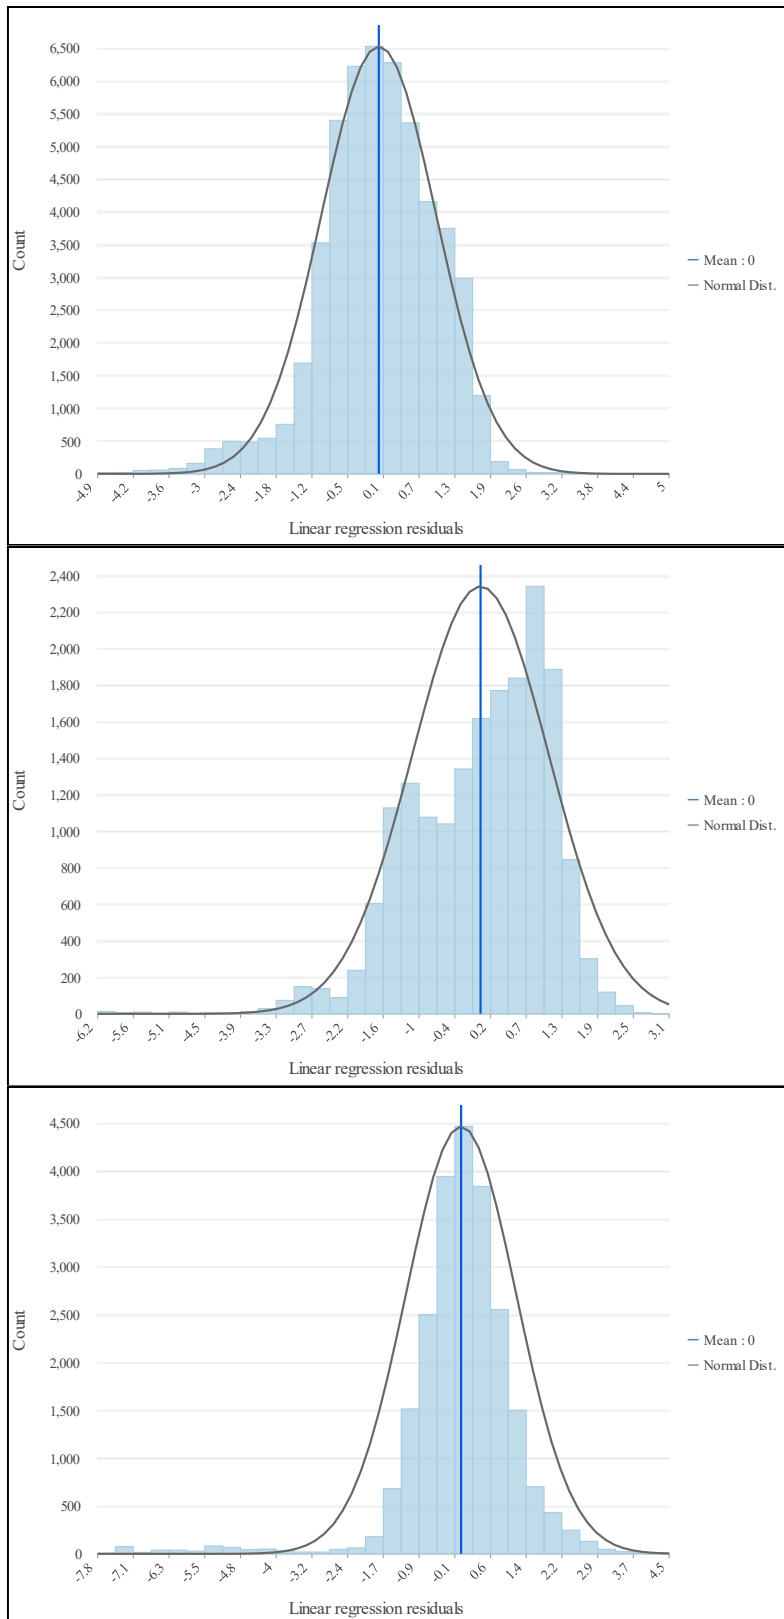 6,500
6,000
5,500
5,000
4,500
4,000
3,500
3,000
2,500
2,000
1,500
1,000
500
0
Count
-4.9 -4.2 -3.6 -3 -2.4 -1.8 -1.2 -0.5 0.1 0.7 1.3 1.9 2.6 3.2 3.8 4.4 5
Linear regression residuals
Mean : 0
Normal Dist.
2,400
2,200
2,000
1,800
1,600
1,400
1,200
1,000
800
600
400
200
0
Count
-6.2 -5.6 -5.1 -4.5 -3.9 -3.3 -2.7 -2.2 -1.6 -1 -0.4 0.2 0.7 1.3 1.9 2.5 3.1
Linear regression residuals
Mean : 0
Normal Dist.
4,500
4,000
3,500
3,000
2,500
2,000
1,500
1,000
500
0
Count
-7.8 -7.1 -6.3 -5.5 -4.8 -4 -3.2 -2.4 -1.7 -0.9 -0.1 0.6 1.4 2.2 2.9 3.7 4.5
Linear regression residuals
Mean : 0
Normal Dist.